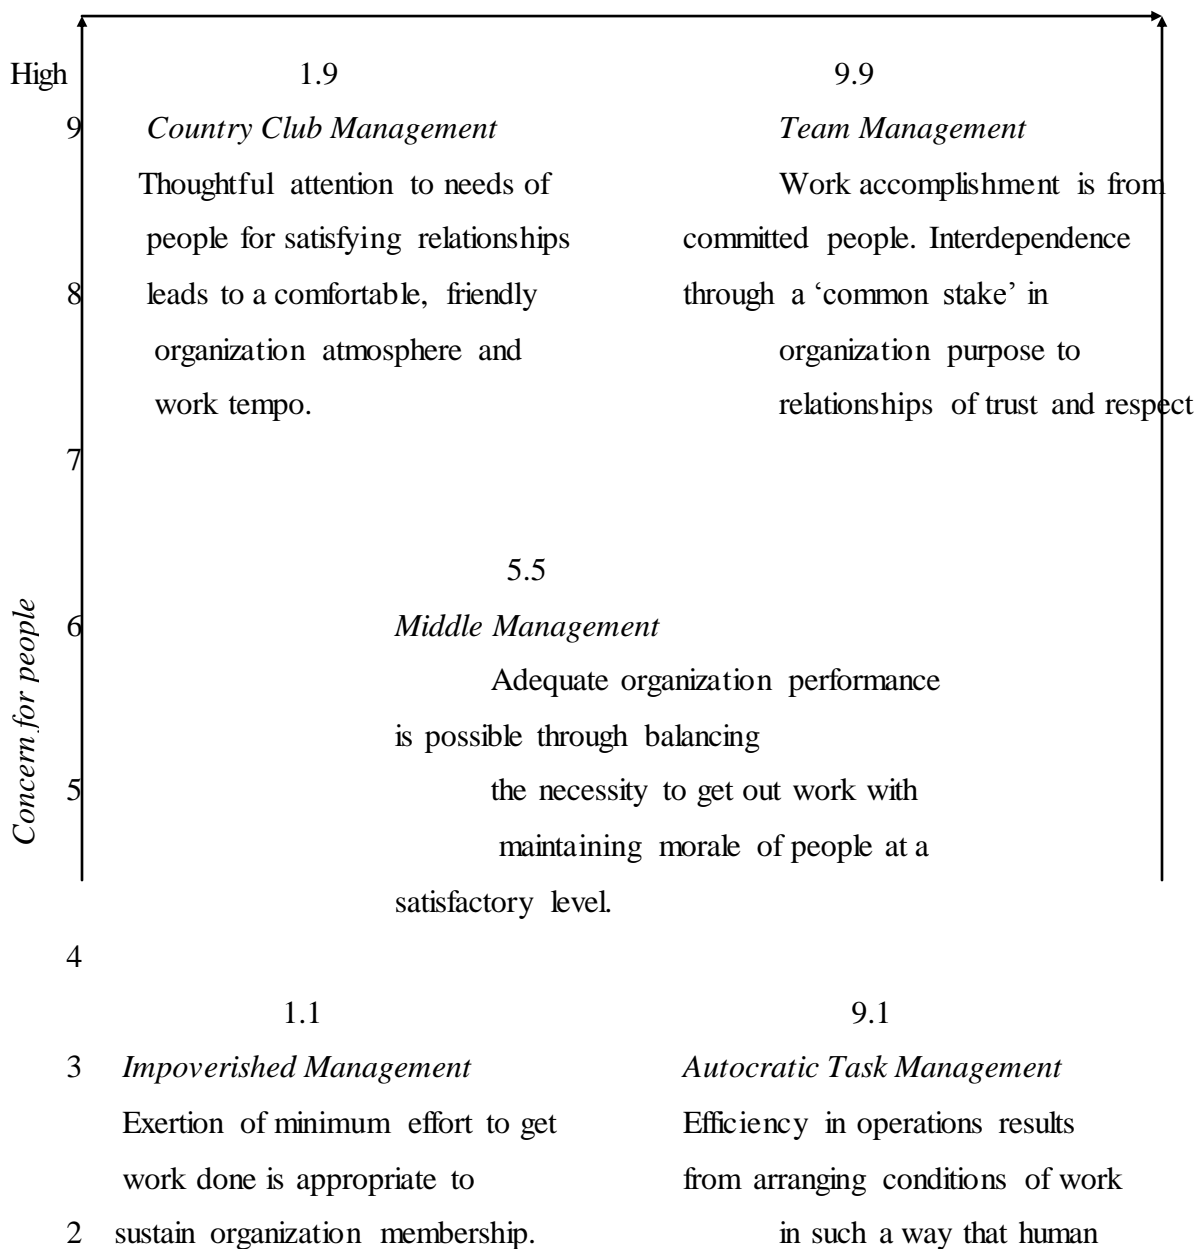 High 1.9 9.9
9 Country Club Management Team Management
Thoughtful attention to needs of Work accomplishment is from
people for satisfying relationships committed people. Interdependence
8 leads to a comfortable, friendly through a ‘common stake’ in
organization atmosphere and organization purpose to
work tempo. relationships of trust and respect
7
5.5
6 Middle Management
Adequate organization performance
is possible through balancing
5 the necessity to get out work with
maintaining morale of people at a
satisfactory level.
Concern for people
4
1.1 9.1
3 Impoverished Management Autocratic Task Management
Exertion of minimum effort to get Efficiency in operations results
work done is appropriate to from arranging conditions of work
2 sustain organization membership. in such a way that human